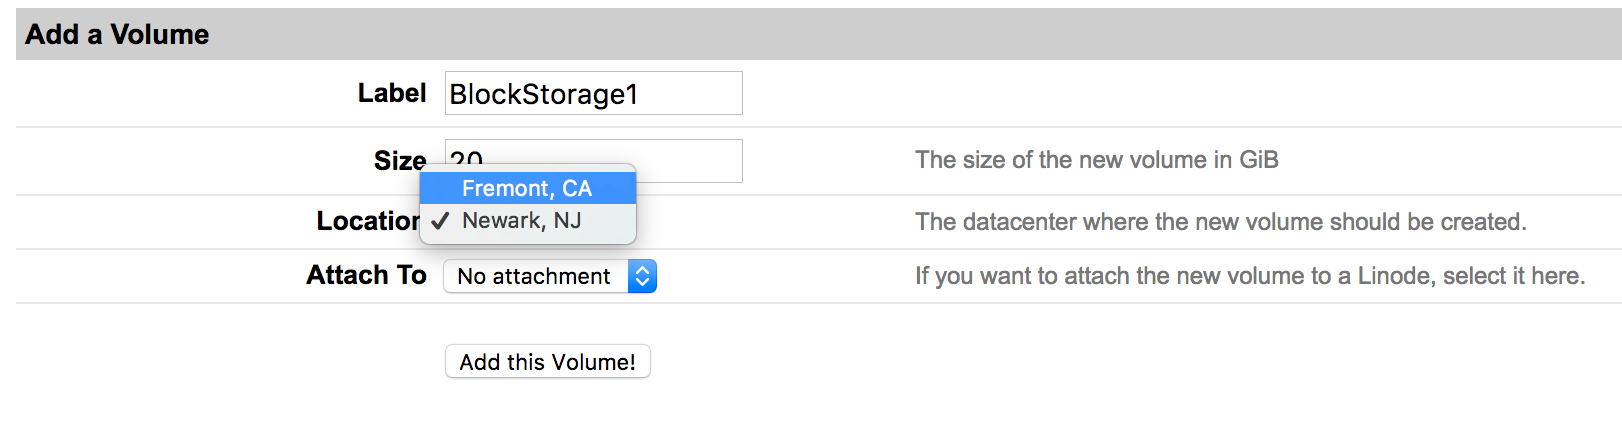 Add a Volume
Label BlockStorage1
Size 20 The size of the new volume in GiB
Fremont, CA
Location ✓ Newark, NJ The datacenter where the new volume should be created.
Attach To No attachment If you want to attach the new volume to a Linode, select it here.
Add this Volume!